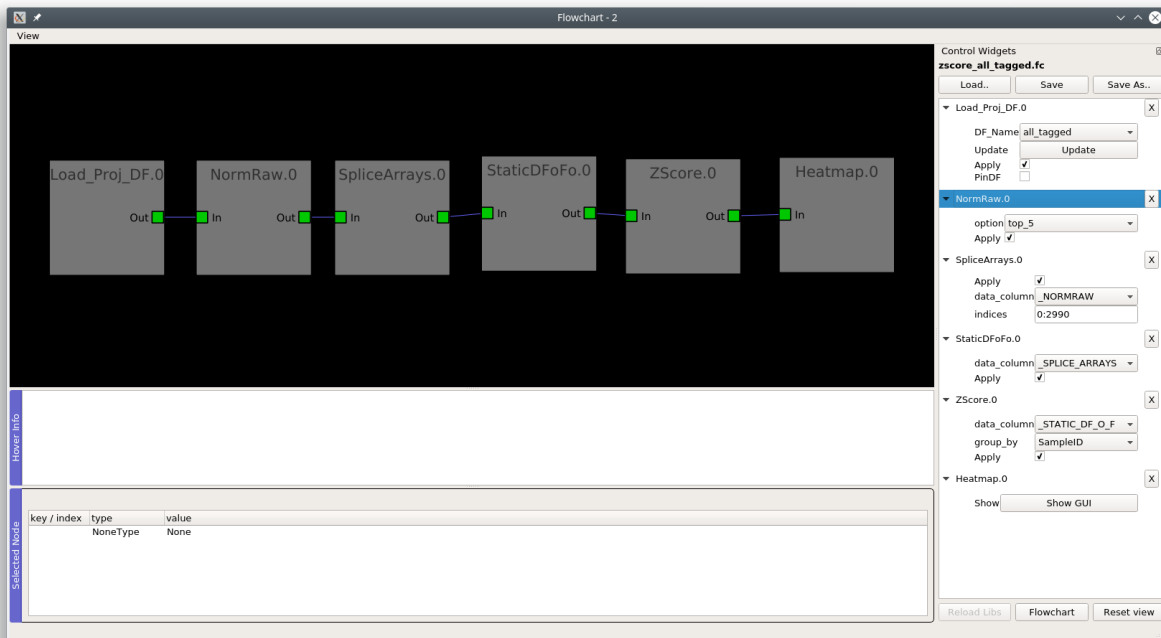 Flowchart - 2
View
Load_Proj_DF.0
Out
NormRaw.0
In
Out
SpliceArrays.0
In
Out
StaticDFoFo.0
In
Out
ZScore.0
In
Out
Heatmap.0
In
Hover Info
Selected Node
key / index type value
NoneType None
Control Widgets
zscore_all_tagged.fc
Load.. Save Save As..
Load_Proj_DF.0 X
DF_Name all_tagged
Update Update
Apply
PinDF
NormRaw.0 X
option top_5
Apply
SpliceArrays.0 X
Apply
data_column _NORMRAW
indices 0:2990
StaticDFoFo.0 X
data_column _SPLICE_ARRAYS
Apply
ZScore.0 X
data_column _STATIC_DF_O_F
group_by SampleID
Apply
Heatmap.0 X
Show Show GUI
Reload Libs Flowchart Reset view